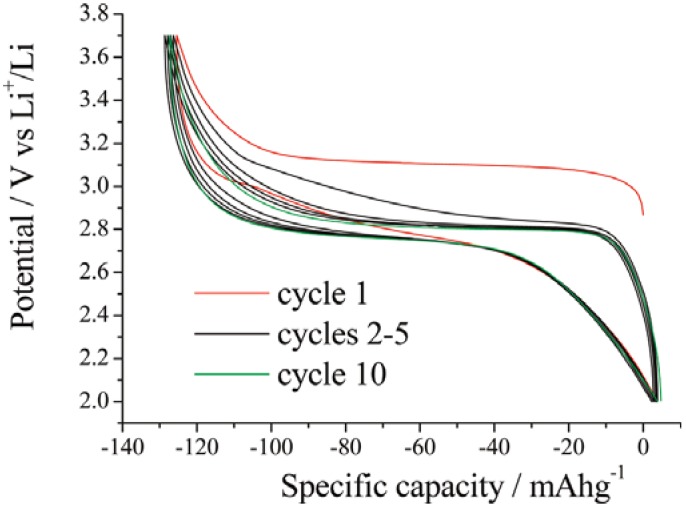 3.8
3.6
3.4
3.2
3.0
2.8
2.6
2.4
2.2
2.0
Potential / V vs Li⁺/Li
cycle 1
cycles 2-5
cycle 10
-140 -120 -100 -80 -60 -40 -20 0
Specific capacity / mAhg⁻¹